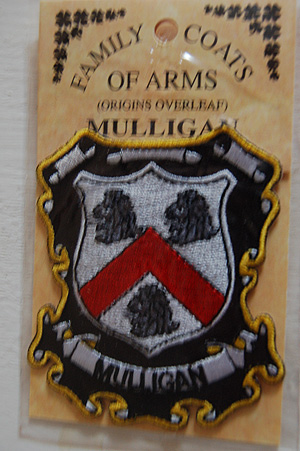 FAMILY COATS
OF ARMS
(ORIGINS OVERLEAF)
MULLIGAN
MULLIGAN